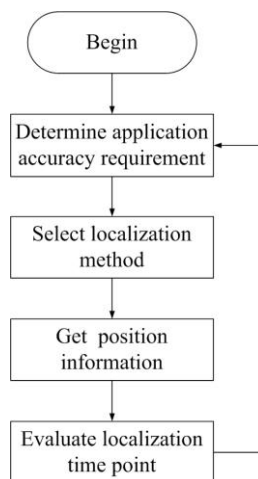 Begin
Determine application
accuracy requirement
Select localization
method
Get position
information
Evaluate localization
time point